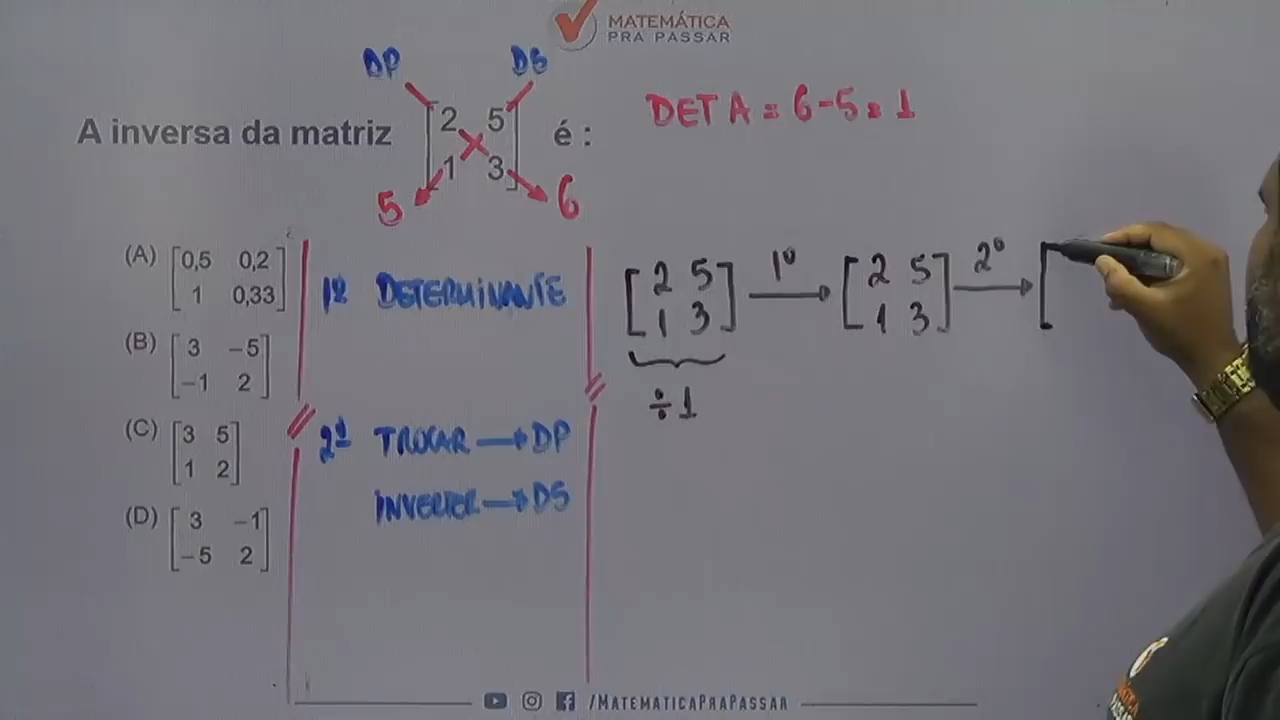 MATEMÁTICA
PRA PASSAR
DP DS
A inversa da matriz [2 5] é :
[1 3]
5 6
DET A = 6 - 5 = 1
(A) [0,5 0,2]
[1 0,33]
(B) [3 -5]
[-1 2]
(C) [3 5]
[1 2]
(D) [3 -1]
[-5 2]
1º DETERMINANTE
2º TROCAR → DP
INVERTER → DS
[2 5] 1º → [2 5] 2º → [
[1 3] [1 3]
÷1
/MATEMATICAPRAPASSAR